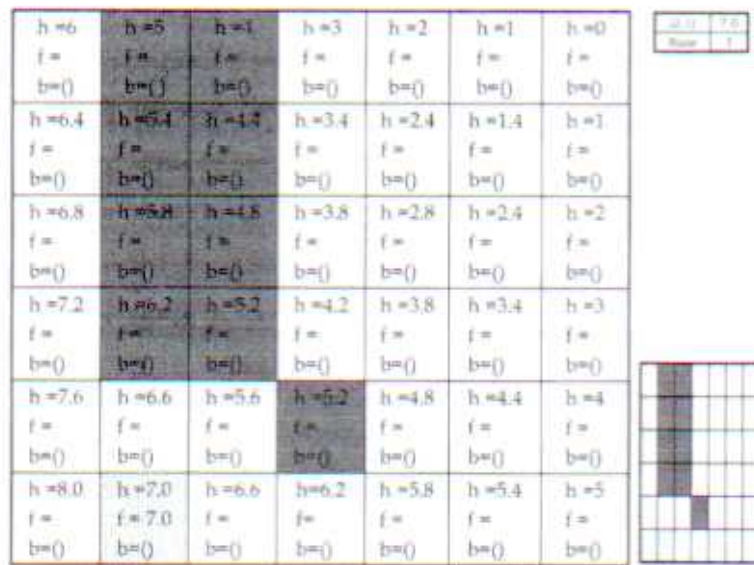 h =6 h =5 h =1 h =3 h =2 h =1 h =0
f = f = f = f = f = f = f =
b=() b=() b=() b=() b=() b=() b=()
h =6.4 h =5.4 h =4.4 h =3.4 h =2.4 h =1.4 h =1
f = f = f = f = f = f = f =
b=() b=() b=() b=() b=() b=() b=()
h =6.8 h =5.8 h =4.8 h =3.8 h =2.8 h =2.4 h =2
f = f = f = f = f = f = f =
b=() b=() b=() b=() b=() b=() b=()
h =7.2 h =6.2 h =5.2 h =4.2 h =3.8 h =3.4 h =3
f = f = f = f = f = f = f =
b=() b=() b=() b=() b=() b=() b=()
h =7.6 h =6.6 h =5.6 h =5.2 h =4.8 h =4.4 h =4
f = f = f = f = f = f = f =
b=() b=() b=() b=() b=() b=() b=()
h =8.0 h =7.0 h =6.6 h=6.2 h =5.8 h =5.4 h =5
f = f = 7.0 f = f= f = f = f =
b=() b=() b=() b=() b=() b=() b=()
7.0